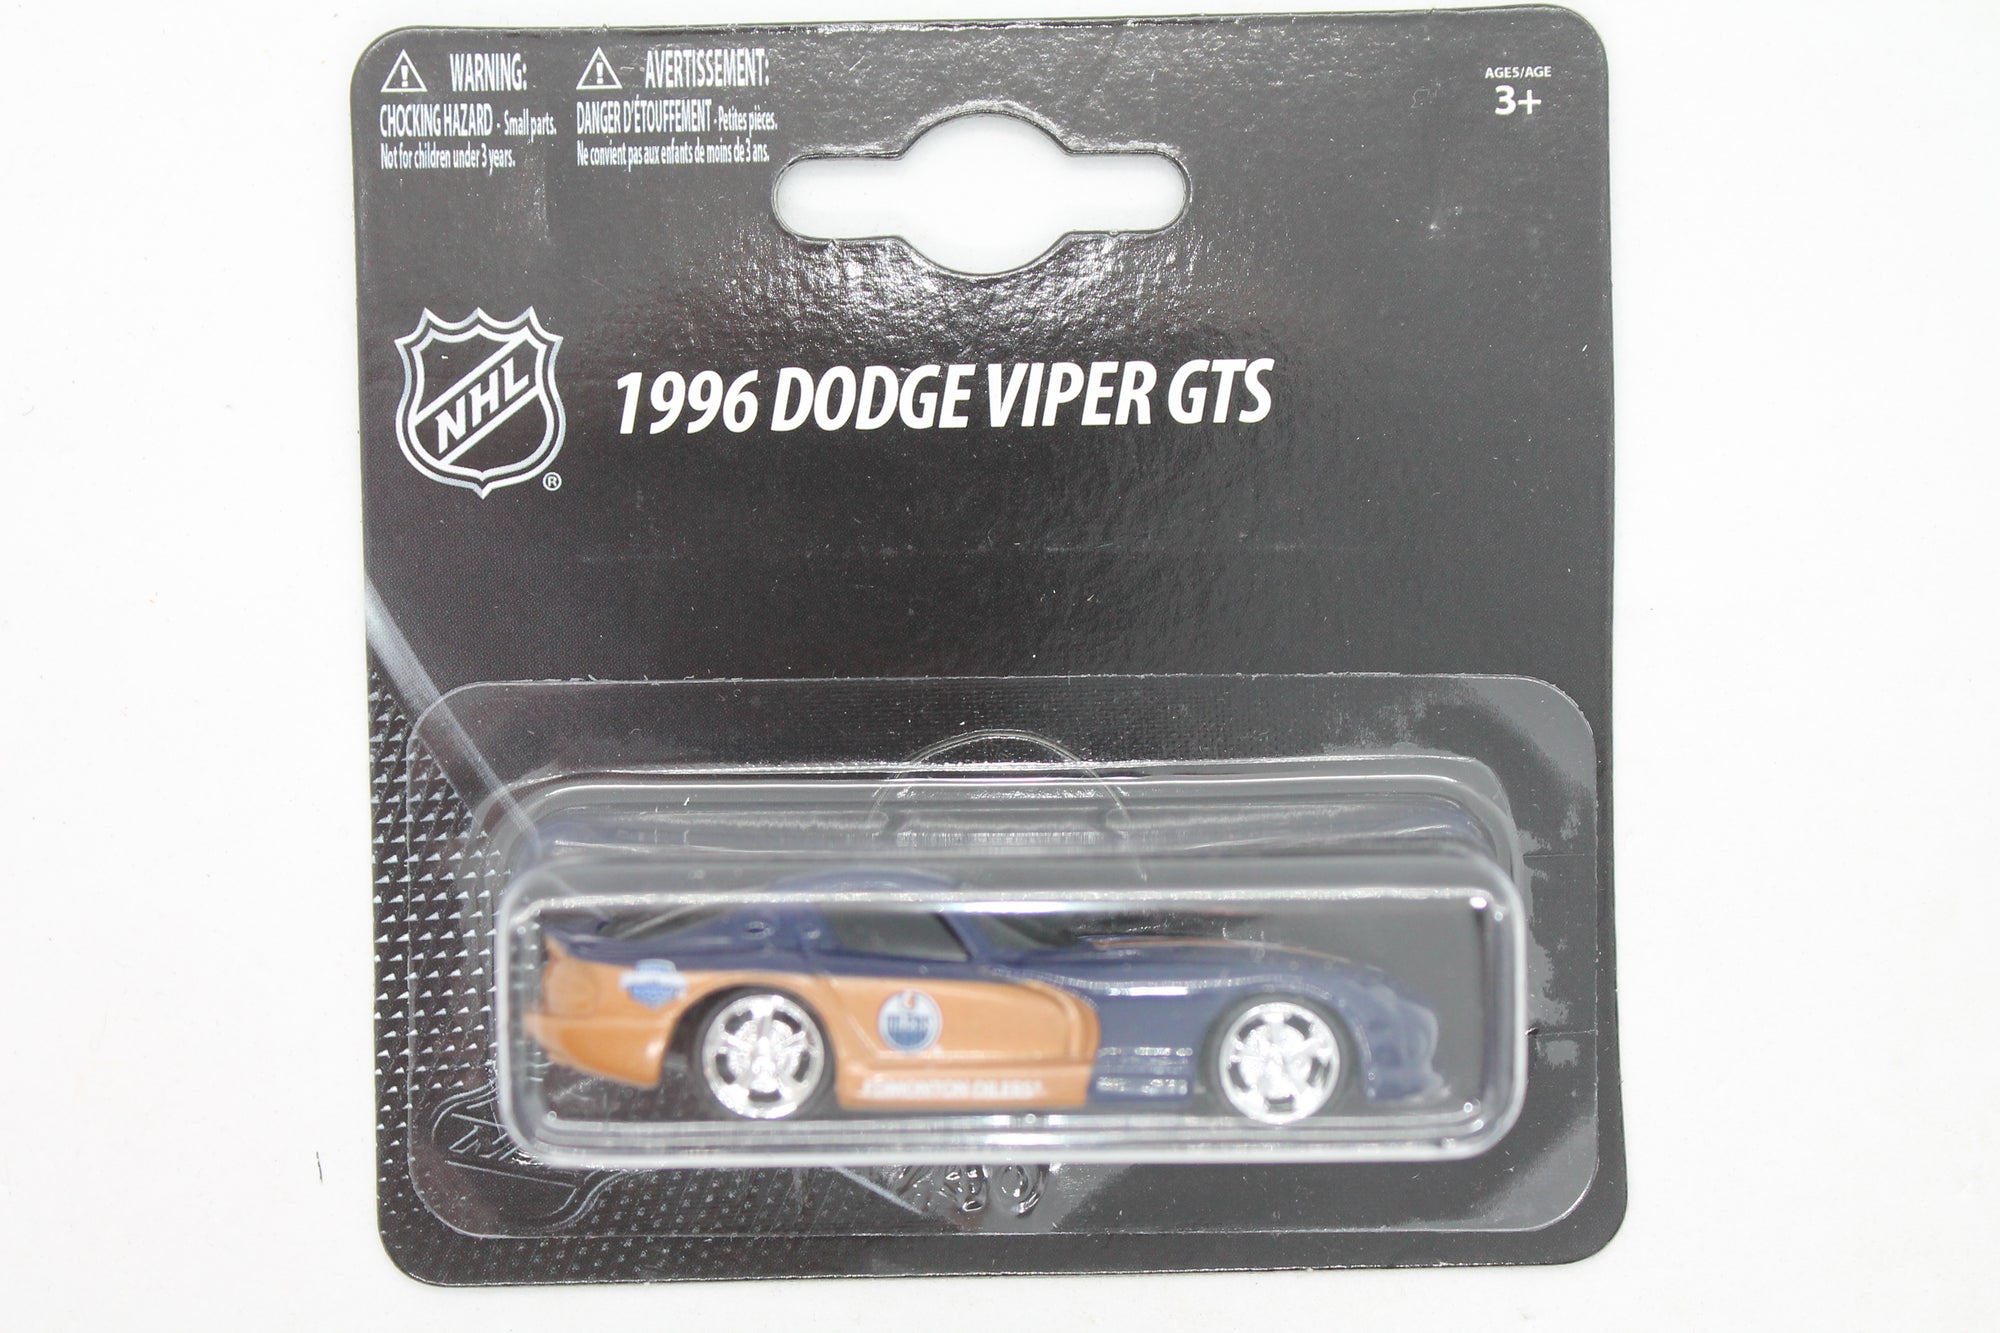 WARNING:
CHOCKING HAZARD - Small parts.
Not for children under 3 years.
AVERTISSEMENT:
DANGER D'ÉTOUFFEMENT - Petites pièces.
Ne convient pas aux enfants de moins de 3 ans.
AGES/AGE
3+
NHL
®
1996 DODGE VIPER GTS
OILERS
EDMONTON OILERS